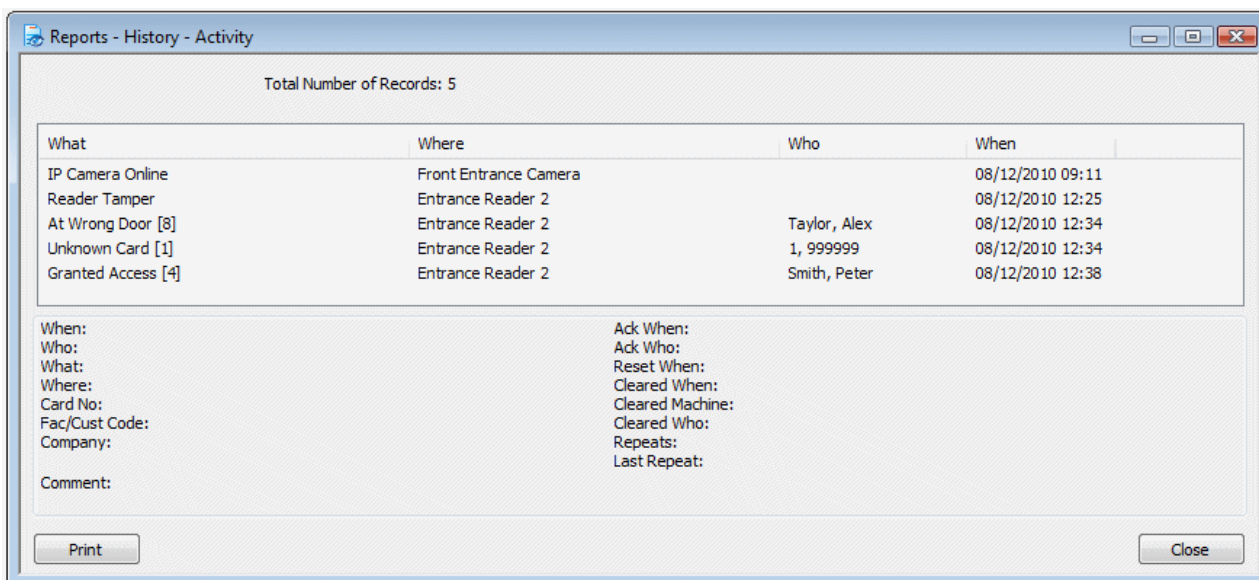 Reports - History - Activity
Total Number of Records: 5
What Where Who When
IP Camera Online Front Entrance Camera 08/12/2010 09:11
Reader Tamper Entrance Reader 2 08/12/2010 12:25
At Wrong Door [8] Entrance Reader 2 Taylor, Alex 08/12/2010 12:34
Unknown Card [1] Entrance Reader 2 1, 999999 08/12/2010 12:34
Granted Access [4] Entrance Reader 2 Smith, Peter 08/12/2010 12:38
When: Ack When:
Who: Ack Who:
What: Reset When:
Where: Cleared When:
Card No: Cleared Machine:
Fac/Cust Code: Cleared Who:
Company: Repeats:
Last Repeat:
Comment:
Print Close